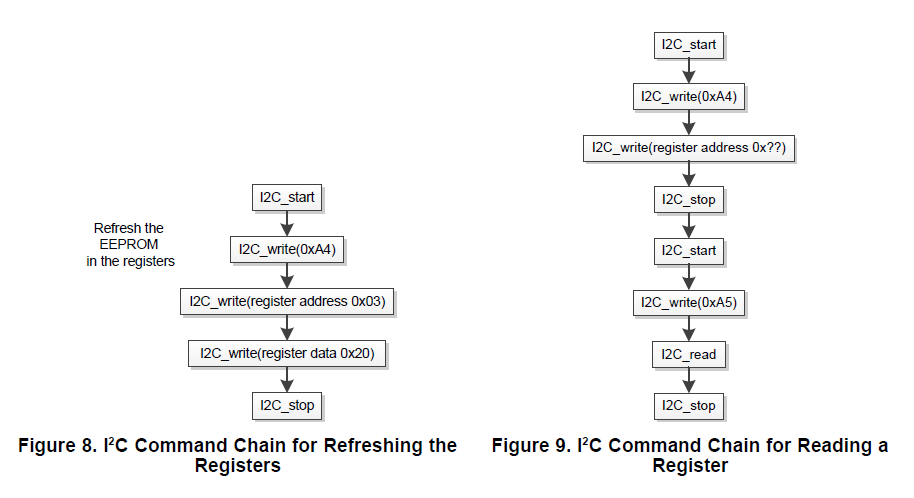 I2C_start
I2C_write(0xA4)
I2C_write(register address 0x03)
I2C_write(register data 0x20)
I2C_stop
Refresh the
EEPROM
in the registers
Figure 8. I²C Command Chain for Refreshing the
Registers
I2C_start
I2C_write(0xA4)
I2C_write(register address 0x??)
I2C_stop
I2C_start
I2C_write(0xA5)
I2C_read
I2C_stop
Figure 9. I²C Command Chain for Reading a
Register